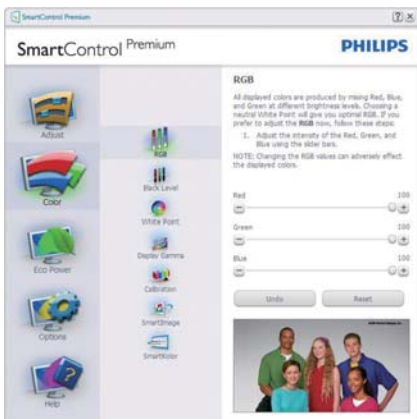 SmartControl Premium
SmartControl Premium
PHILIPS
Adjust
Color
Eco Power
Options
Help
RGB
Black Level
White Point
Display Gamma
Calibration
SmartImage
SmartKolor
RGB
All displayed colors are produced by mixing Red, Blue,
and Green at different brightness levels. Choosing a
neutral White Point will give you optimal RGB. If you
prefer to adjust the RGB now, follow these steps:
1. Adjust the intensity of the Red, Green, and
Blue using the slider bars.
NOTE: Changing the RGB values can adversely effect
the displayed colors.
Red 100
Green 100
Blue 100
Undo Reset